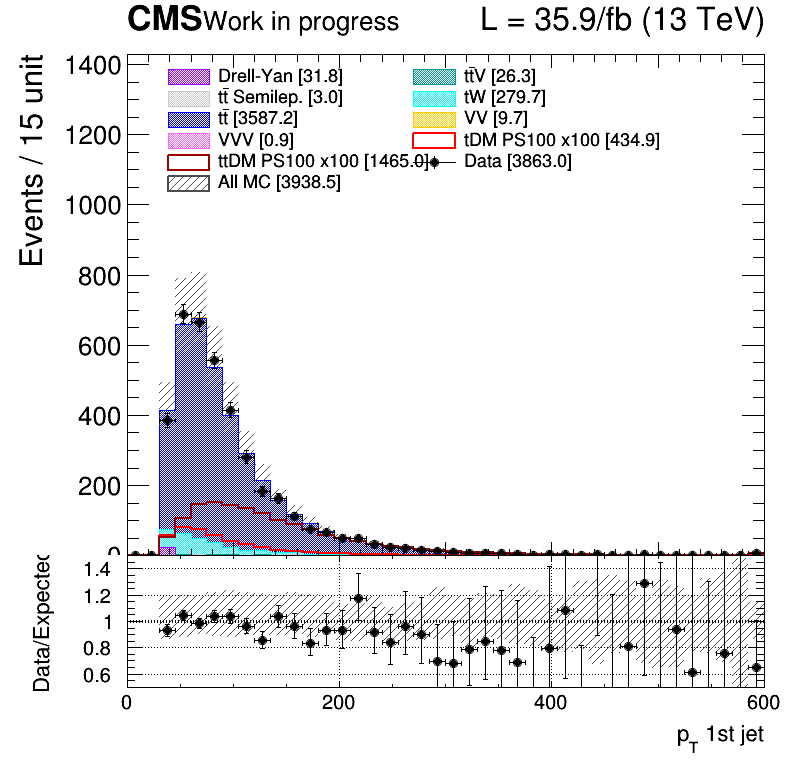 CMS Work in progress L = 35.9/fb (13 TeV)
Events / 15 unit
1400
1200
1000
800
600
400
200
0
Drell-Yan [31.8]
tt̄V [26.3]
tt̄ Semilep. [3.0]
tW [279.7]
tt̄ [3587.2]
VV [9.7]
VVV [0.9]
tDM PS100 x100 [434.9]
ttDM PS100 x100 [1465.0]
Data [3863.0]
All MC [3938.5]
Data/Expected
1.4
1.2
1
0.8
0.6
0 200 400 600
p_T 1st jet